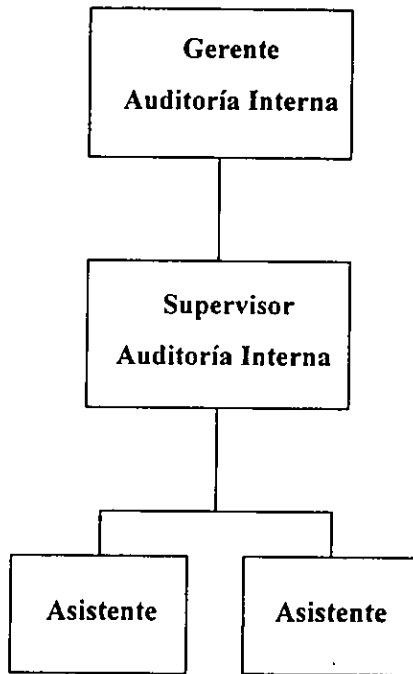 Gerente
Auditoría Interna
Supervisor
Auditoría Interna
Asistente
Asistente